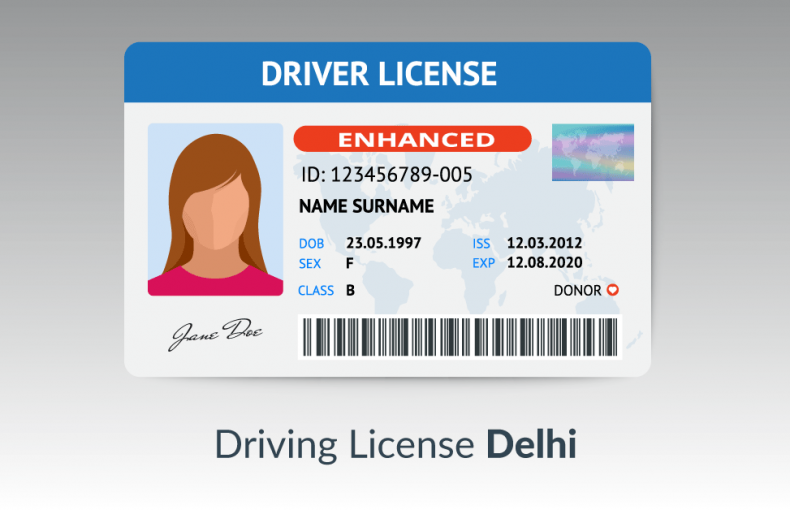 DRIVER LICENSE
ENHANCED
ID: 123456789-005
NAME SURNAME
DOB 23.05.1997 ISS 12.03.2012
SEX F EXP 12.08.2020
CLASS B DONOR
Jane Doe
Driving License Delhi